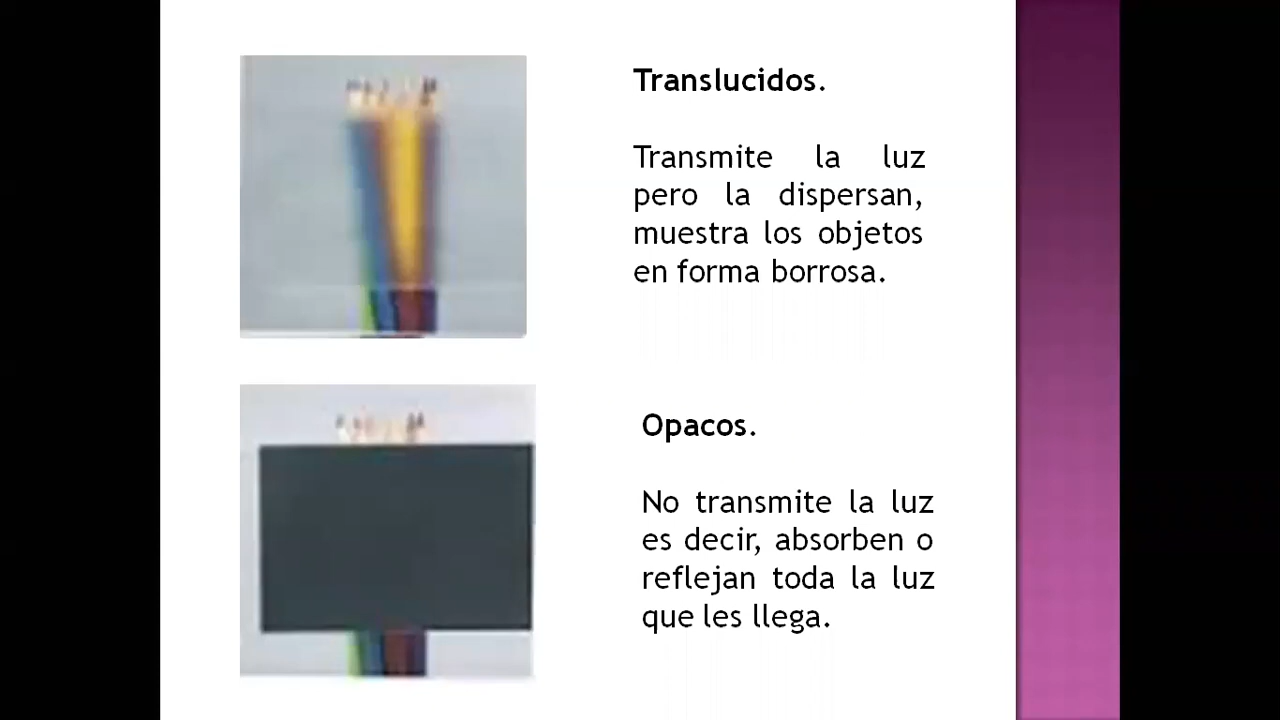 Translucidos.
Transmite la luz
pero la dispersan,
muestra los objetos
en forma borrosa.
Opacos.
No transmite la luz
es decir, absorben o
reflejan toda la luz
que les llega.